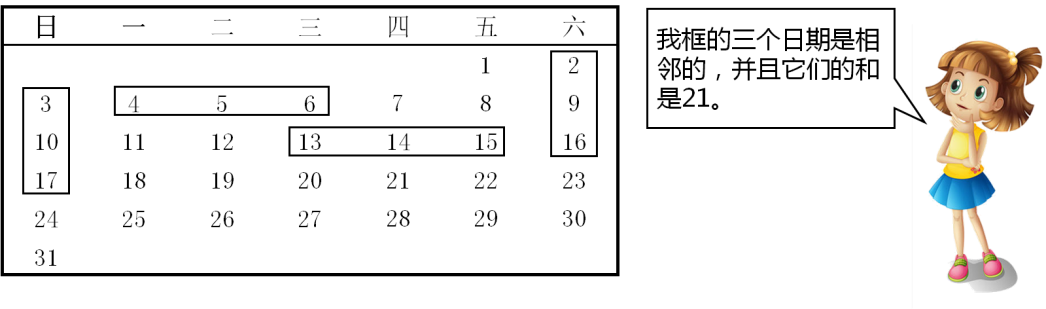 日 一 二 三 四 五 六
1 2
3 4 5 6 7 8 9
10 11 12 13 14 15 16
17 18 19 20 21 22 23
24 25 26 27 28 29 30
31
我框的三个日期是相
邻的，并且它们的和
是21。